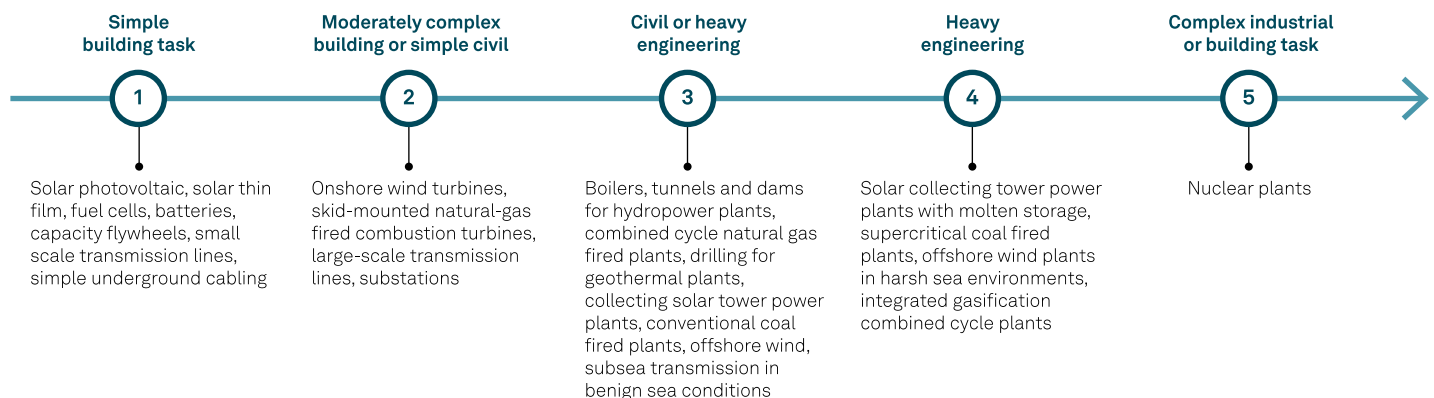 Simple
building task
Moderately complex
building or simple civil
Civil or heavy
engineering
Heavy
engineering
Complex industrial
or building task
1
2
3
4
5
Solar photovoltaic, solar thin
film, fuel cells, batteries,
capacity flywheels, small
scale transmission lines,
simple underground cabling
Onshore wind turbines,
skid-mounted natural-gas
fired combustion turbines,
large-scale transmission
lines, substations
Boilers, tunnels and dams
for hydropower plants,
combined cycle natural gas
fired plants, drilling for
geothermal plants,
collecting solar tower power
plants, conventional coal
fired plants, offshore wind,
subsea transmission in
benign sea conditions
Solar collecting tower power
plants with molten storage,
supercritical coal fired
plants, offshore wind plants
in harsh sea environments,
integrated gasification
combined cycle plants
Nuclear plants